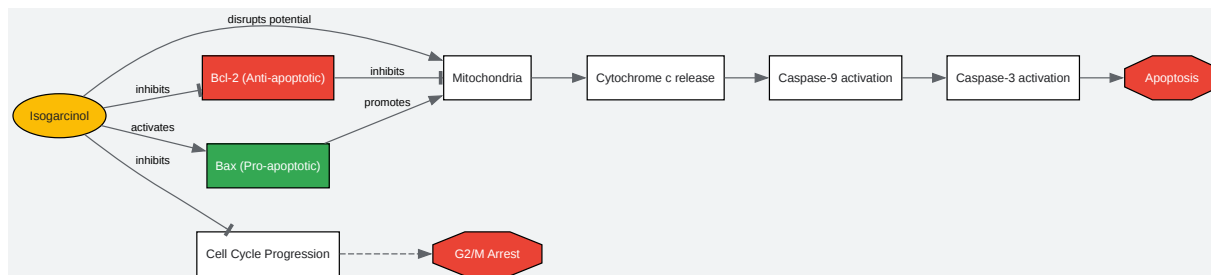 disrupts potential
Bcl-2 (Anti-apoptotic)
inhibits
Mitochondria
Cytochrome c release
Caspase-9 activation
Caspase-3 activation
Apoptosis
inhibits
promotes
Isogarcinol
activates
inhibits
Bax (Pro-apoptotic)
Cell Cycle Progression
G2/M Arrest